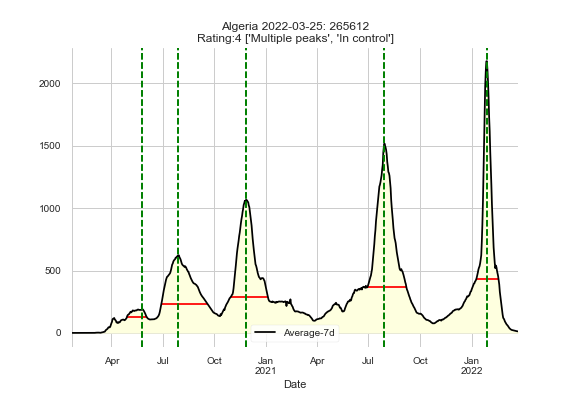 Algeria 2022-03-25: 265612
Rating:4 ['Multiple peaks', 'In control']
2000
1500
1000
500
0
Average-7d
Apr Jul Oct Jan Apr Jul Oct Jan
2021 2022
Date